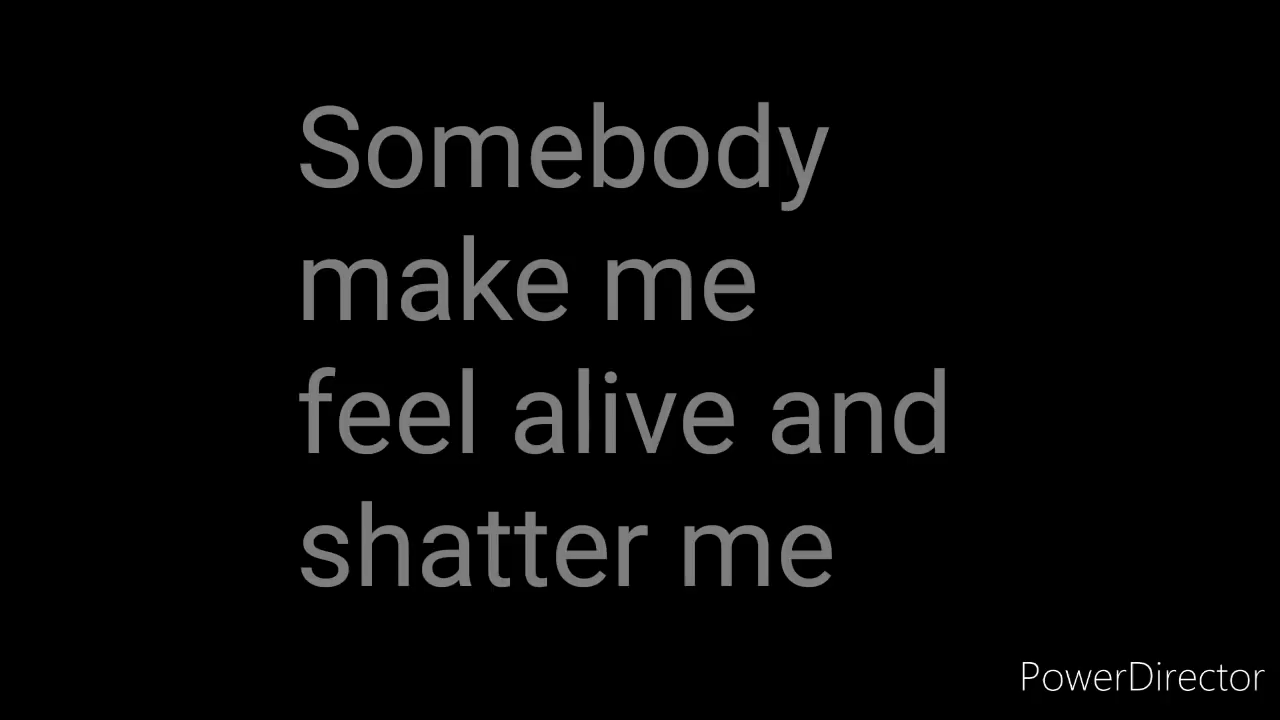 Somebody
make me
feel alive and
shatter me
PowerDirector